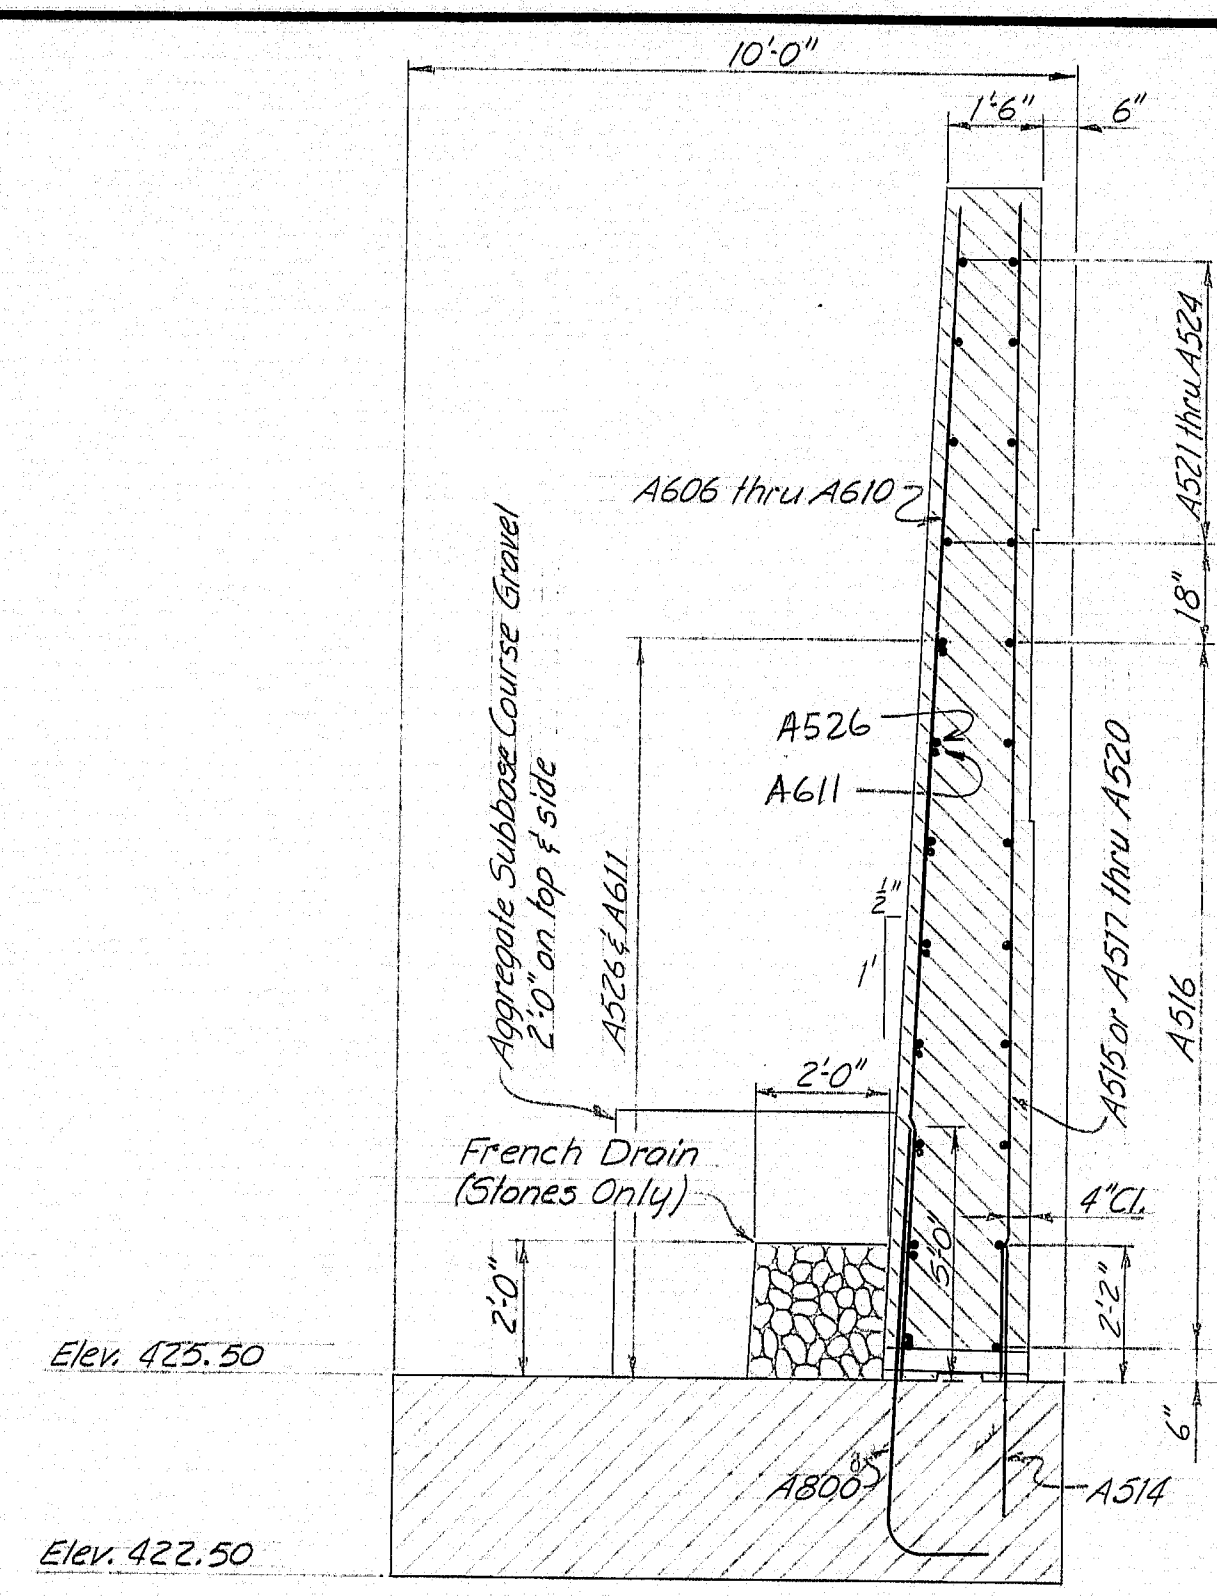 10'-0"
1'-6"
6"
A521 thru A524
A606 thru A610
18"
Aggregate Subbase Course Gravel
2'-0" on top & side
A526 & A611
A526
A611
A515 or A517 thru A520
A516
1/2"
1'
2'-0"
French Drain
(Stones Only)
4"Cl.
5'-0"
2'-0"
2'-2"
Elev. 425.50
6"
A800
A514
Elev. 422.50